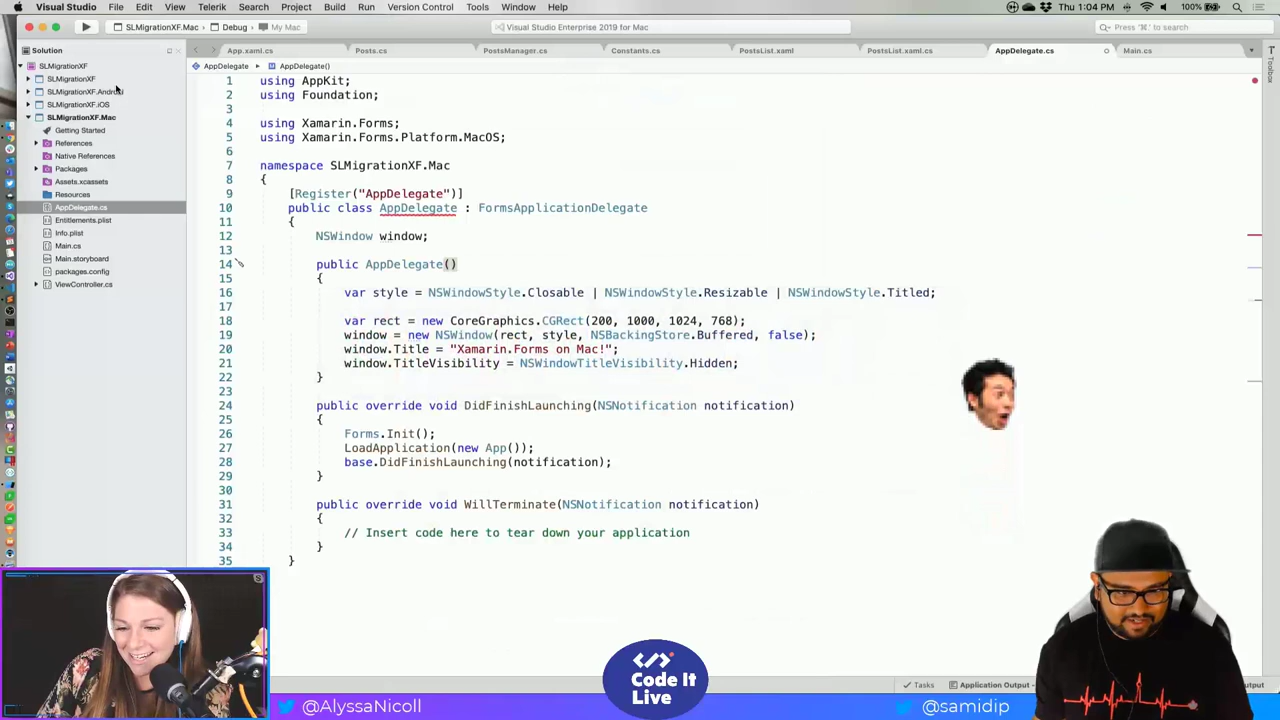 Visual Studio File Edit View Telerik Search Project Build Run Version Control Tools Window Help 100% Thu 1:04 PM
SLMigrationXF.Mac Debug My Mac Visual Studio Enterprise 2019 for Mac Press '⌘.' to search
Solution App.xaml.cs Posts.cs PostsManager.cs Constants.cs PostsList.xaml PostsList.xaml.cs AppDelegate.cs Main.cs
AppDelegate AppDelegate()
Toolbox
SLMigrationXF
SLMigrationXF
SLMigrationXF.Android
SLMigrationXF.iOS
SLMigrationXF.Mac
Getting Started
References
Native References
Packages
Assets.xcassets
Resources
AppDelegate.cs
Entitlements.plist
Info.plist
Main.cs
Main.storyboard
packages.config
ViewController.cs
1 using AppKit;
2 using Foundation;
3
4 using Xamarin.Forms;
5 using Xamarin.Forms.Platform.MacOS;
6
7 namespace SLMigrationXF.Mac
8 {
9 [Register("AppDelegate")]
10 public class AppDelegate : FormsApplicationDelegate
11 {
12 NSWindow window;
13
14 public AppDelegate()
15 {
16 var style = NSWindowStyle.Closable | NSWindowStyle.Resizable | NSWindowStyle.Titled;
17
18 var rect = new CoreGraphics.CGRect(200, 1000, 1024, 768);
19 window = new NSWindow(rect, style, NSBackingStore.Buffered, false);
20 window.Title = "Xamarin.Forms on Mac!";
21 window.TitleVisibility = NSWindowTitleVisibility.Hidden;
22 }
23
24 public override void DidFinishLaunching(NSNotification notification)
25 {
26 Forms.Init();
27 LoadApplication(new App());
28 base.DidFinishLaunching(notification);
29 }
30
31 public override void WillTerminate(NSNotification notification)
32 {
33 // Insert code here to tear down your application
34 }
35 }
Tasks Application Output -
Code It
Live
@AlyssaNicoll
@samidip